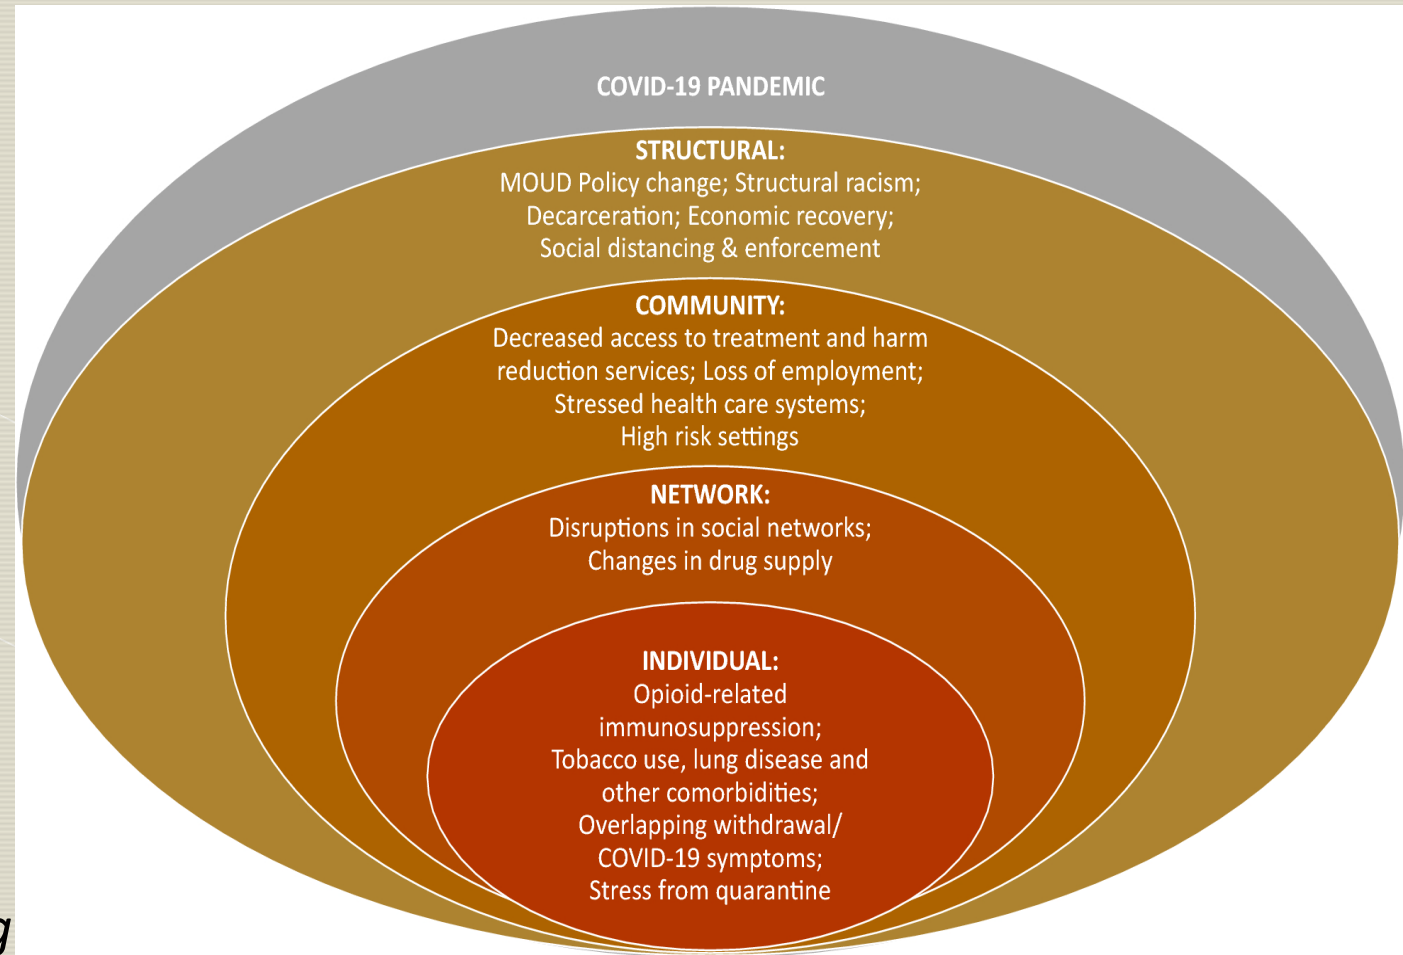 COVID-19 PANDEMIC
STRUCTURAL:
MOUD Policy change; Structural racism;
Decarceration; Economic recovery;
Social distancing & enforcement
COMMUNITY:
Decreased access to treatment and harm
reduction services; Loss of employment;
Stressed health care systems;
High risk settings
NETWORK:
Disruptions in social networks;
Changes in drug supply
INDIVIDUAL:
Opioid-related
immunosuppression;
Tobacco use, lung disease and
other comorbidities;
Overlapping withdrawal/
COVID-19 symptoms;
Stress from quarantine